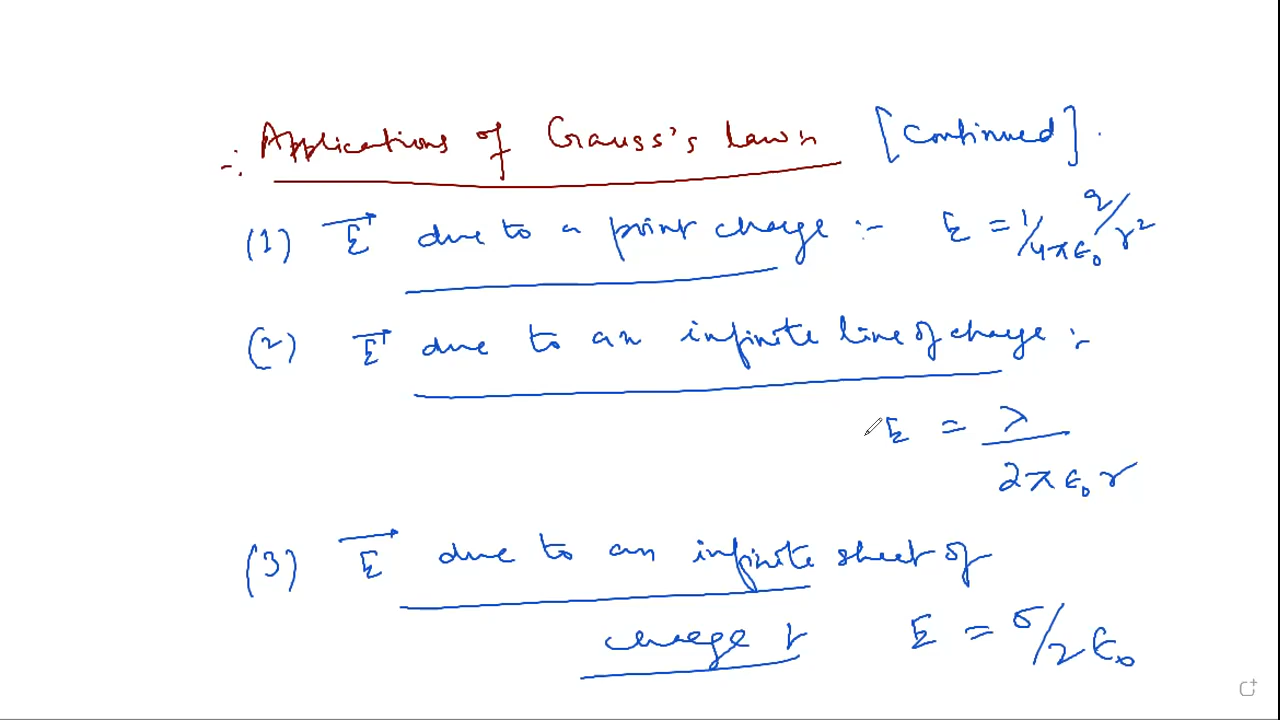 ∴ Applications of Gauss's law [Continued].
(1) E⃗ due to a point charge :- E = 1/4πε₀ q/r²
(2) E⃗ due to an infinite line of charge :-
E = λ / 2πε₀r
(3) E⃗ due to an infinite sheet of
charge :- E = σ/2ε₀